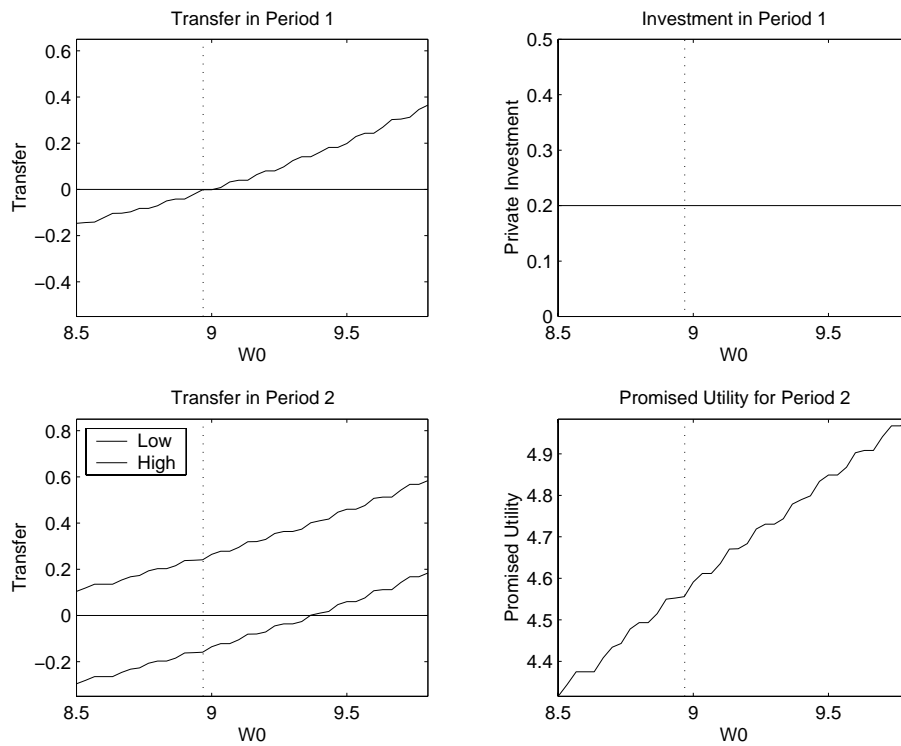 Transfer in Period 1
0.6
0.4
0.2
0
−0.2
−0.4
Transfer
8.5 9 9.5
W0
Investment in Period 1
0.5
0.4
0.3
0.2
0.1
0
Private Investment
8.5 9 9.5
W0
Transfer in Period 2
Low
High
0.8
0.6
0.4
0.2
0
−0.2
Transfer
8.5 9 9.5
W0
Promised Utility for Period 2
4.9
4.8
4.7
4.6
4.5
4.4
Promised Utility
8.5 9 9.5
W0